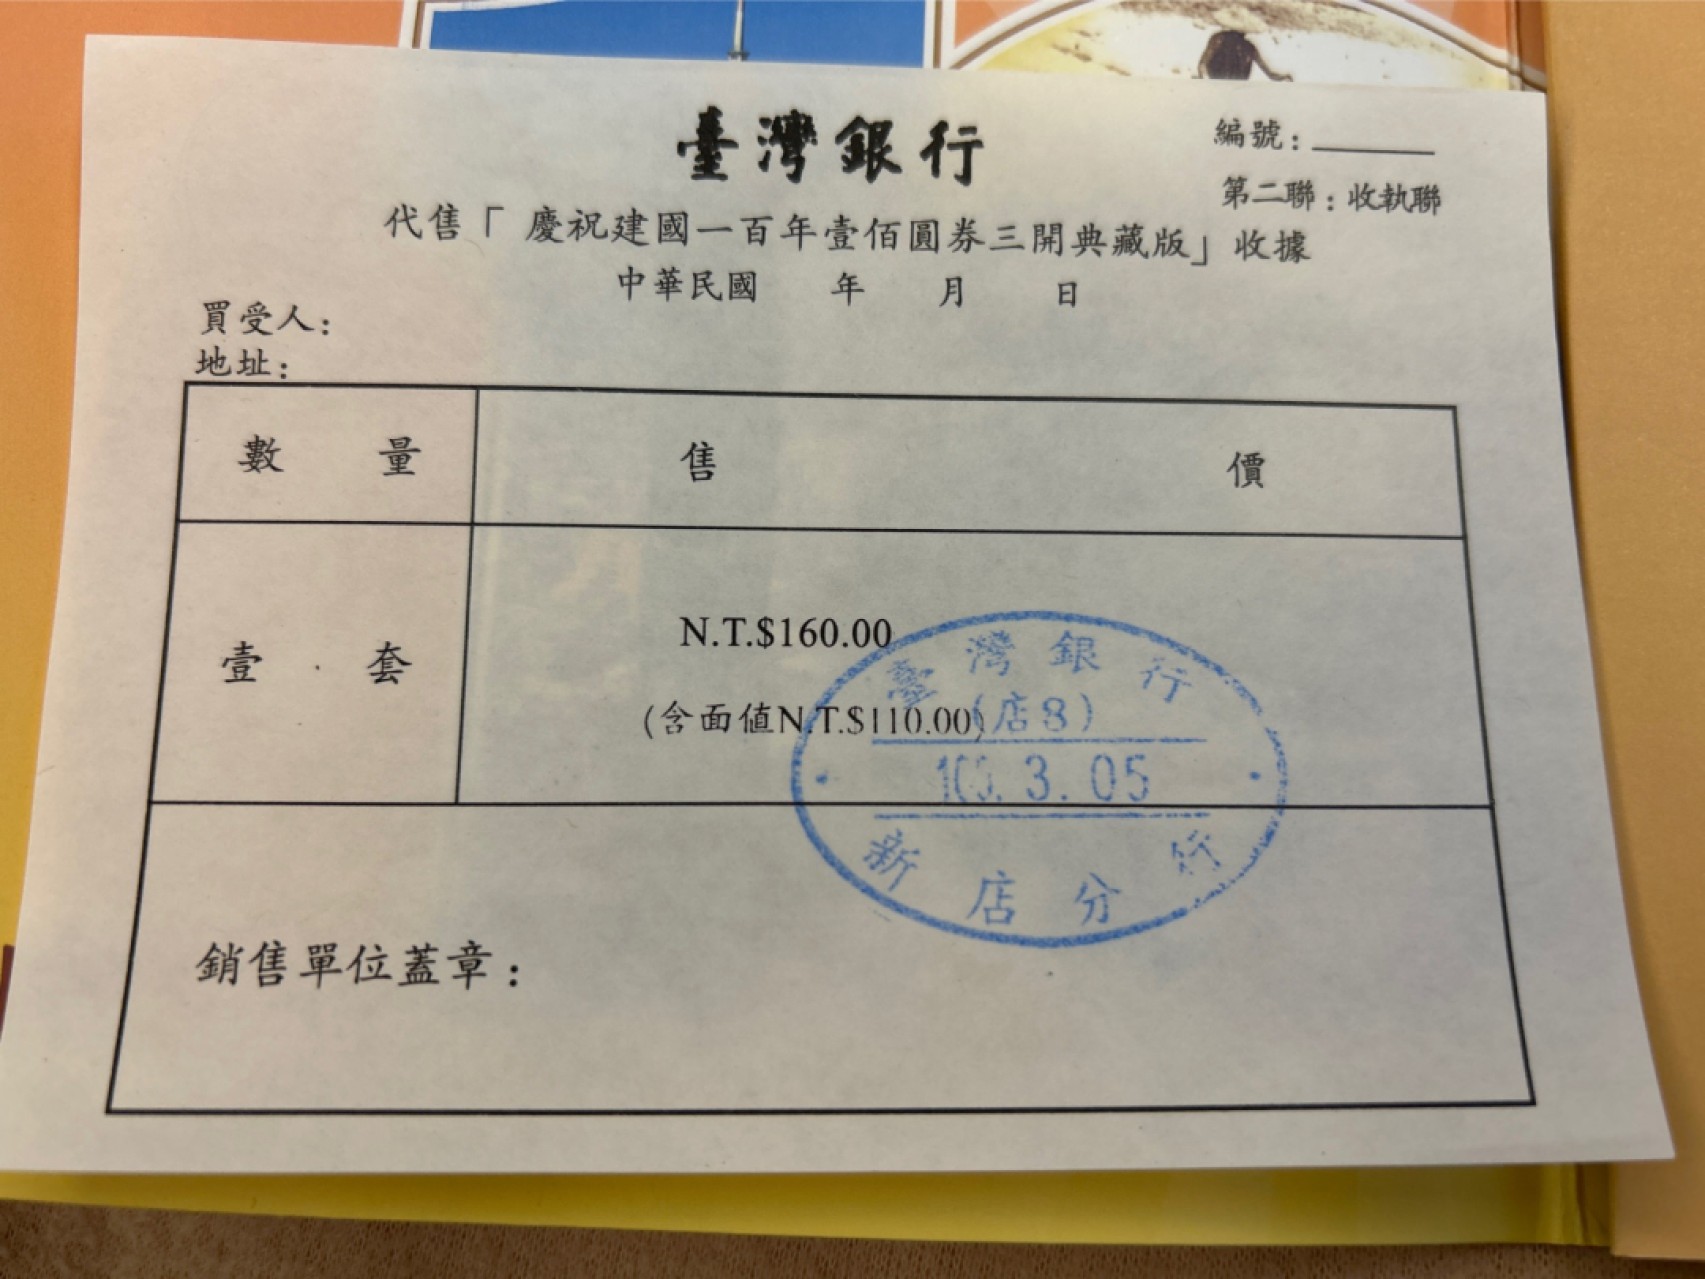 臺灣銀行
編號：
第二聯：收執聯
代售「慶祝建國一百年壹佰圓券三開典藏版」收據
中華民國 年 月 日
買受人：
地址：
數 量 售 價
壹 套 N.T.$160.00
(含面值N.T.$110.00)
臺灣銀行
(店8)
3.05
新店分行
銷售單位蓋章：